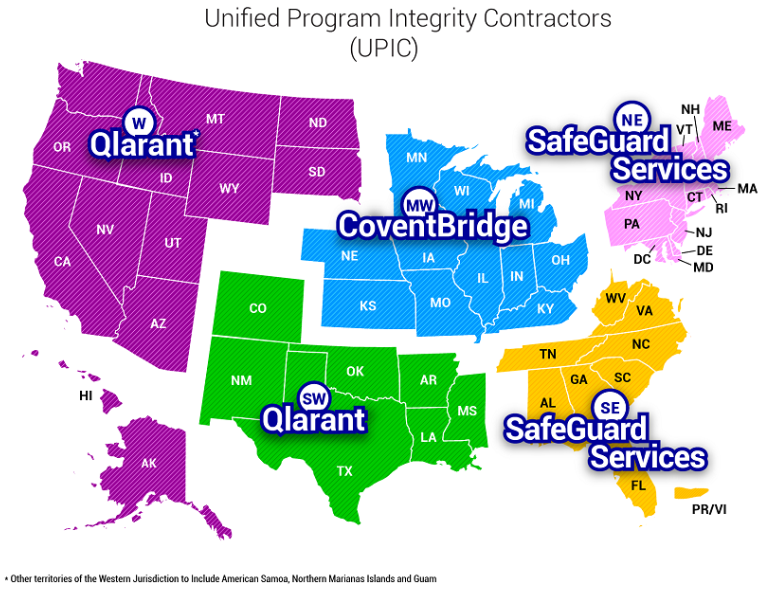 Unified Program Integrity Contractors
(UPIC)
W
Qlarant*
MT
ND
OR
ID
SD
WY
NV
UT
CA
AZ
HI
AK
MN
WI
MI
MW
CoventBridge
NE
IA
IL
IN
OH
KS
MO
KY
NE
SafeGuard
Services
NH
VT
ME
NY
MA
CT
RI
PA
NJ
DE
DC
MD
CO
NM
OK
AR
SW
Qlarant
MS
LA
TX
WV
VA
TN
NC
GA
SC
AL
SE
SafeGuard
Services
FL
PR/VI
* Other territories of the Western Jurisdiction to Include American Samoa, Northern Marianas Islands and Guam